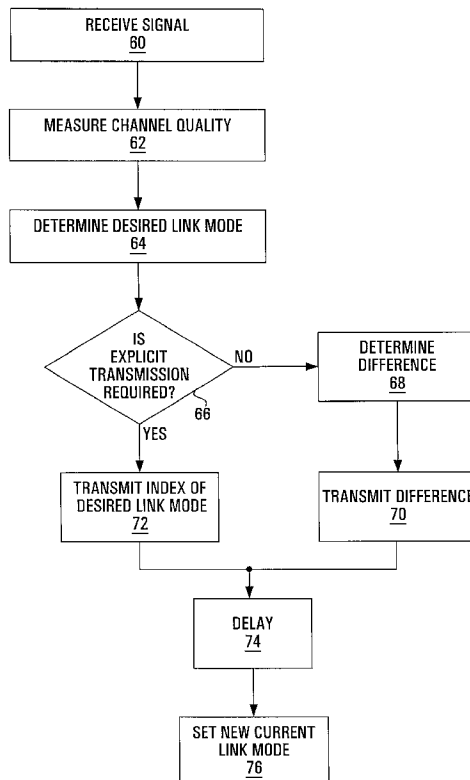 RECEIVE SIGNAL
60
MEASURE CHANNEL QUALITY
62
DETERMINE DESIRED LINK MODE
64
IS
EXPLICIT
TRANSMISSION
REQUIRED?
66
NO
YES
DETERMINE
DIFFERENCE
68
TRANSMIT DIFFERENCE
70
TRANSMIT INDEX OF
DESIRED LINK MODE
72
DELAY
74
SET NEW CURRENT
LINK MODE
76